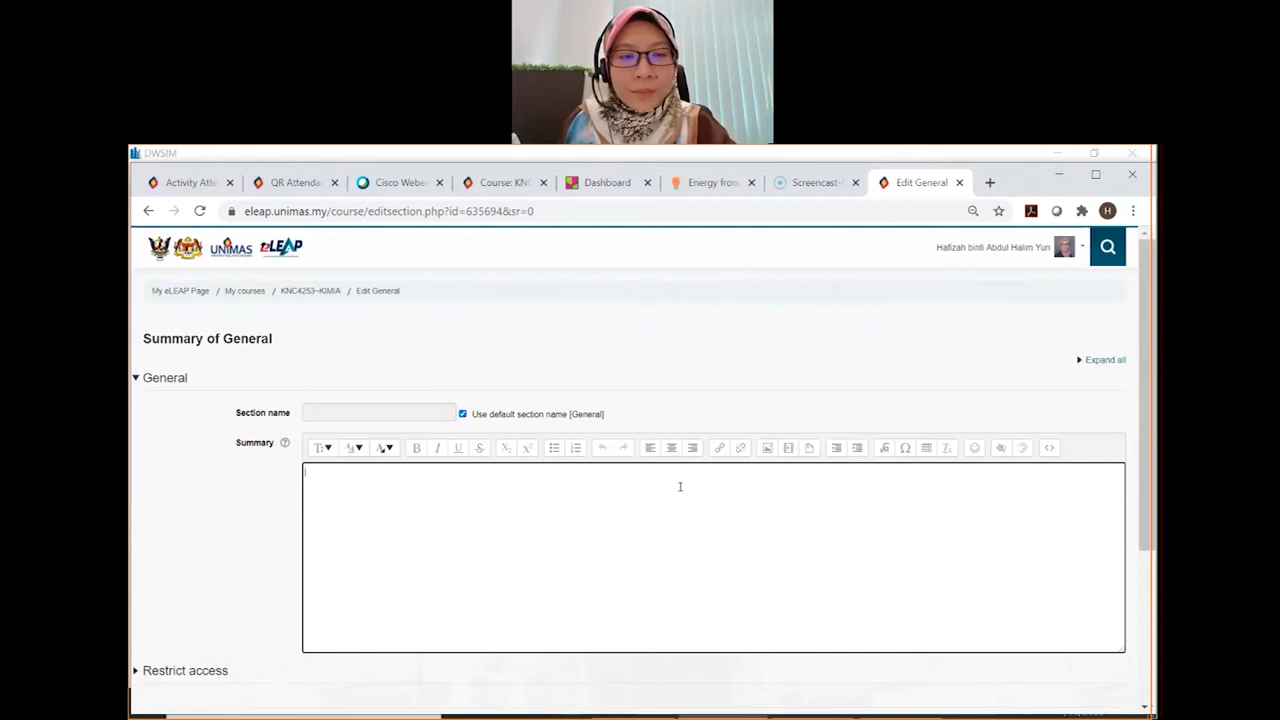 DWSIM
Activity Atte
QR Attendan
Cisco Webe
Course: KNC
Dashboard
Energy from
Screencast-
Edit General
eleap.unimas.my/course/editsection.php?id=635694&sr=0
H
UNIMAS
eLEAP
Hafizah binti Abdul Halim Yun
My eLEAP Page / My courses / KNC4253-KIMIA / Edit General
Summary of General
Expand all
General
Section name
Use default section name [General]
Summary
Restrict access